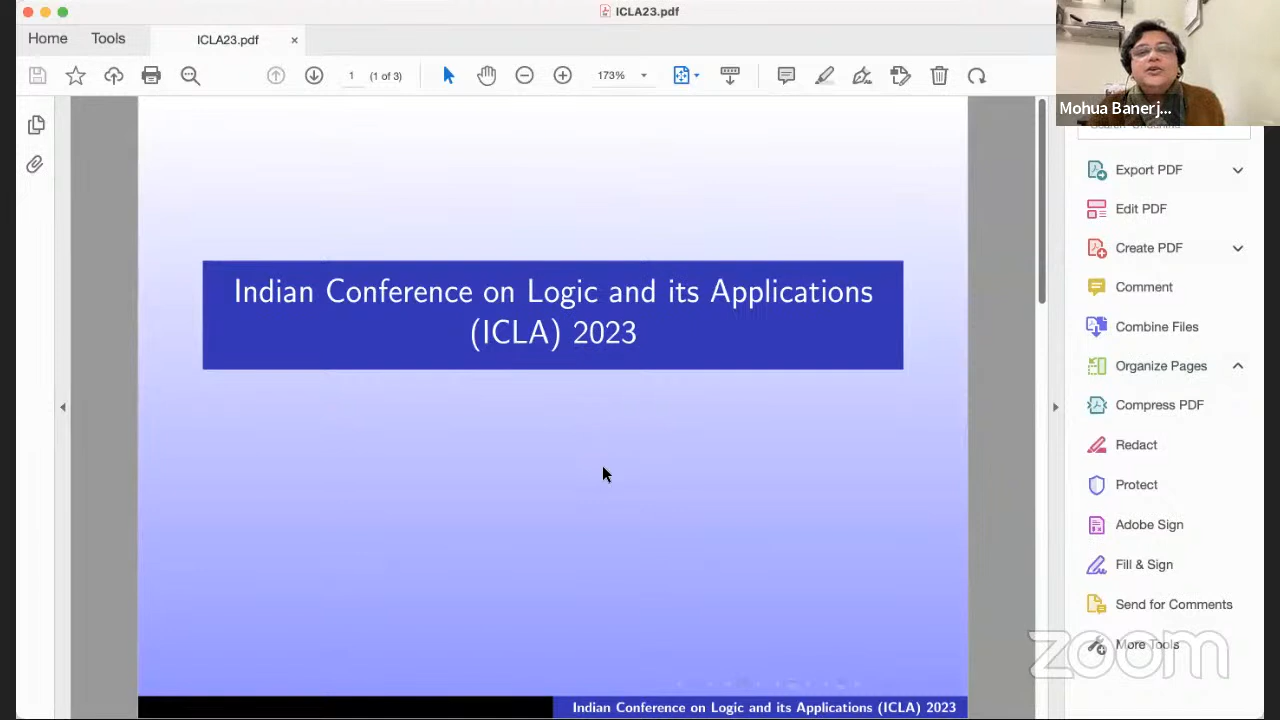 ICLA23.pdf
Home
Tools
ICLA23.pdf
×
1
(1 of 3)
173%
Mohua Banerj...
Export PDF
Edit PDF
Create PDF
Comment
Combine Files
Organize Pages
Compress PDF
Redact
Protect
Adobe Sign
Fill & Sign
Send for Comments
More Tools
zoom
Indian Conference on Logic and its Applications
(ICLA) 2023
Indian Conference on Logic and its Applications (ICLA) 2023